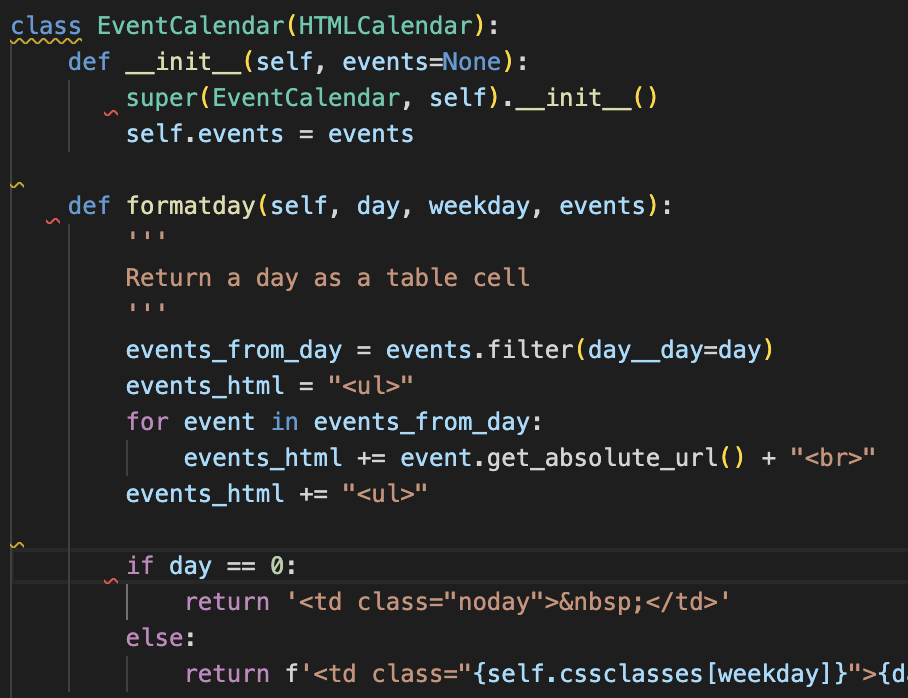 class EventCalendar(HTMLCalendar):
    def __init__(self, events=None):
        super(EventCalendar, self).__init__()
        self.events = events

    def formatday(self, day, weekday, events):
        '''
        Return a day as a table cell
        '''
        events_from_day = events.filter(day__day=day)
        events_html = "<ul>"
        for event in events_from_day:
            events_html += event.get_absolute_url() + "<br>"
        events_html += "<ul>"

        if day == 0:
            return '<td class="noday">&nbsp;</td>'
        else:
            return f'<td class="{self.cssclasses[weekday]}">{d